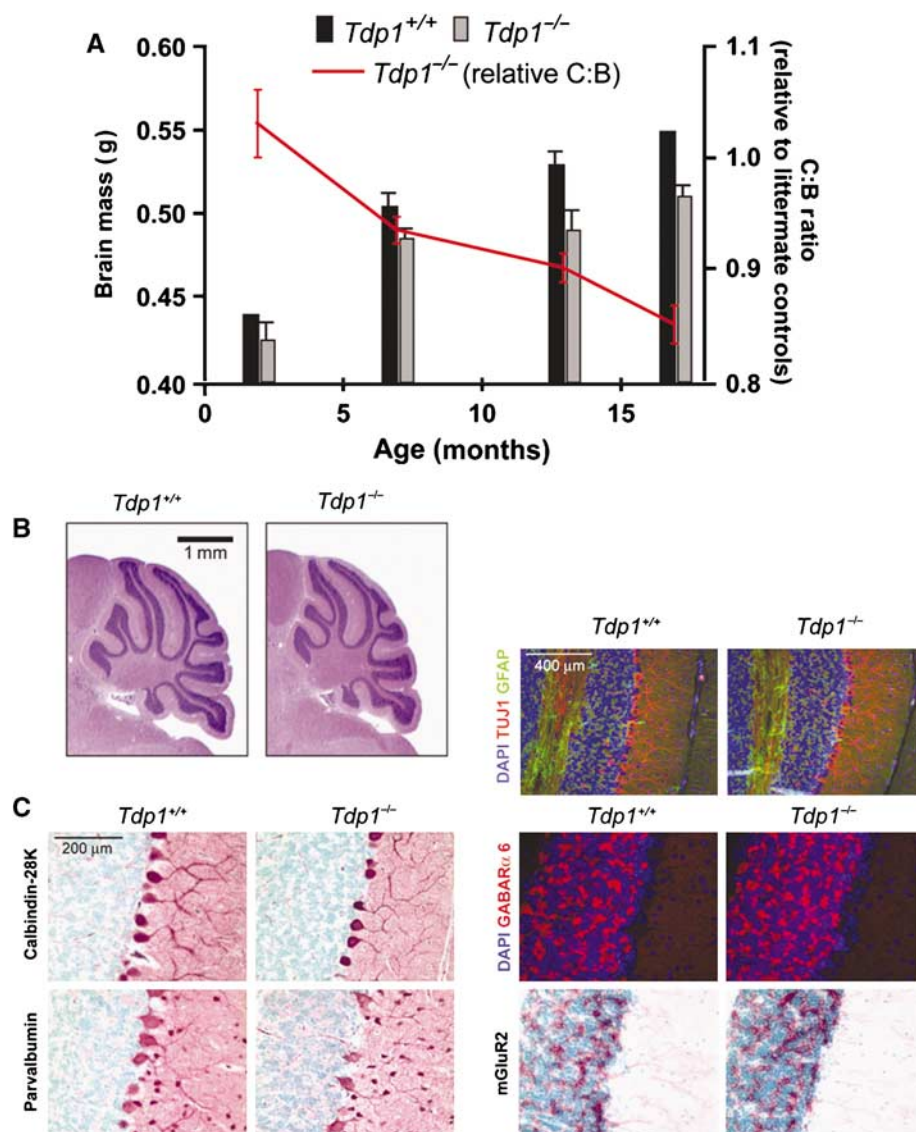 A
Tdp1+/+ Tdp1−/−
Tdp1−/− (relative C:B)
Brain mass (g)
0.60
0.55
0.50
0.45
0.40
1.1
1.0
0.9
0.8
C:B ratio
(relative to littermate controls)
0 5 10 15
Age (months)
B
Tdp1+/+ Tdp1−/−
1 mm
Tdp1+/+ Tdp1−/−
DAPI TUJ1 GFAP
400 µm
C
Tdp1+/+ Tdp1−/−
Calbindin-28K
200 µm
Parvalbumin
Tdp1+/+ Tdp1−/−
DAPI GABARα 6
mGluR2